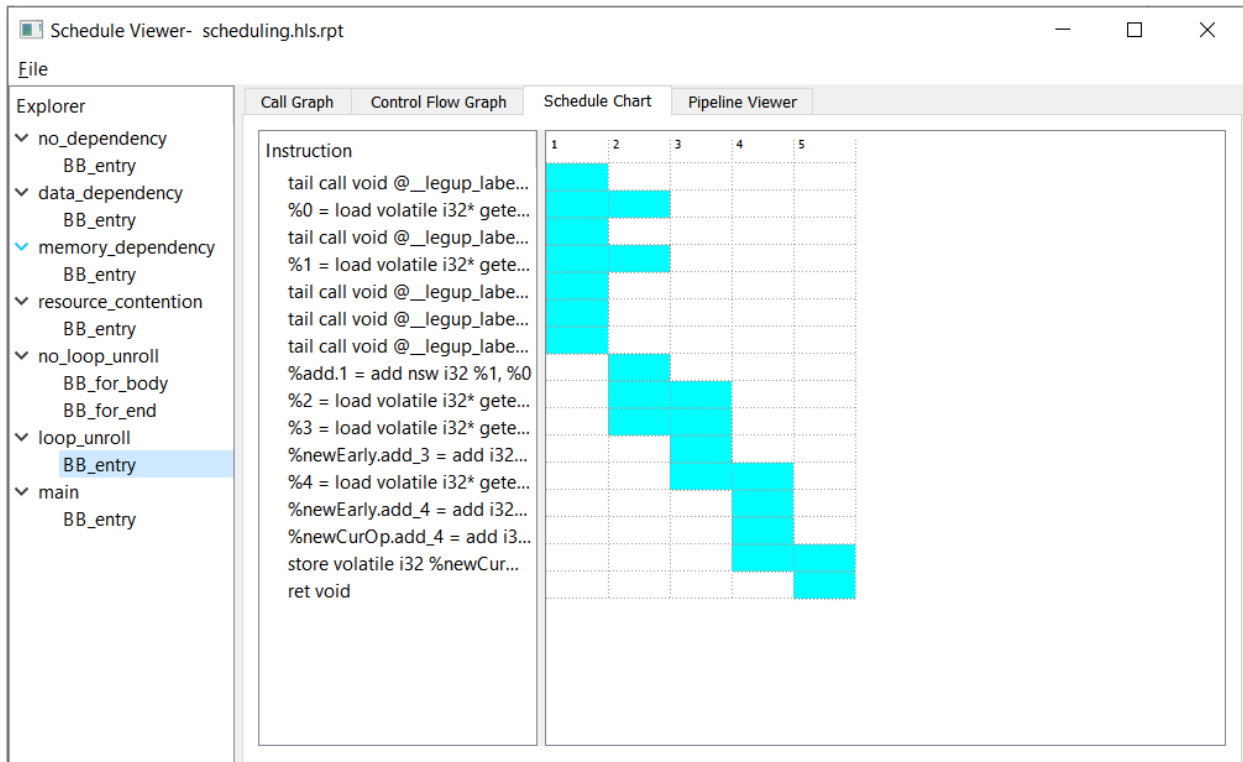 Schedule Viewer-  scheduling.hls.rpt
File
Explorer
no_dependency
BB_entry
data_dependency
BB_entry
memory_dependency
BB_entry
resource_contention
BB_entry
no_loop_unroll
BB_for_body
BB_for_end
loop_unroll
BB_entry
main
BB_entry
Call Graph Control Flow Graph Schedule Chart Pipeline Viewer
Instruction
tail call void @__legup_labe...
%0 = load volatile i32* gete...
tail call void @__legup_labe...
%1 = load volatile i32* gete...
tail call void @__legup_labe...
tail call void @__legup_labe...
tail call void @__legup_labe...
%add.1 = add nsw i32 %1, %0
%2 = load volatile i32* gete...
%3 = load volatile i32* gete...
%newEarly.add_3 = add i32...
%4 = load volatile i32* gete...
%newEarly.add_4 = add i32...
%newCurOp.add_4 = add i3...
store volatile i32 %newCur...
ret void
1 2 3 4 5